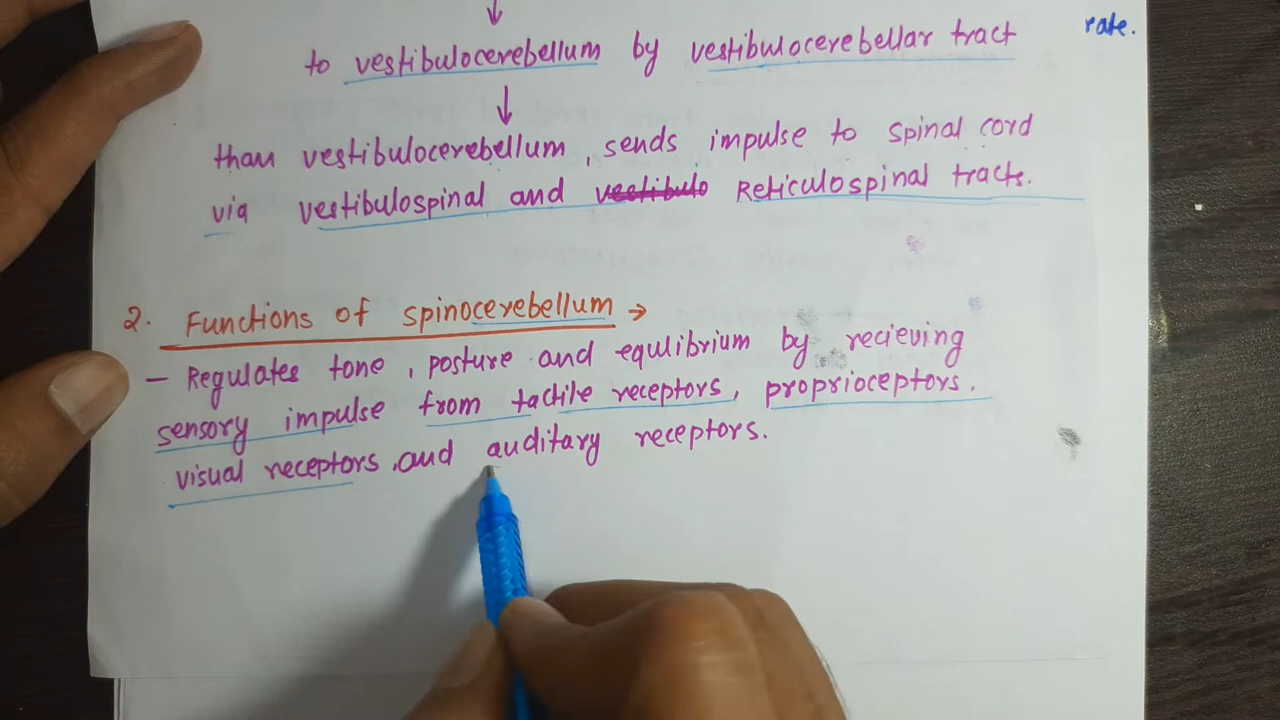 to vestibulocerebellum by vestibulocerebellar tract
rate.
than vestibulocerebellum, sends impulse to spinal cord
via vestibulospinal and vestibulo Reticulospinal tracts.
2. Functions of spinocerebellum →
- Regulates tone, posture and equlibrium by recieving
sensory impulse from tactile receptors, proprioceptors.
visual receptors, and auditary receptors.